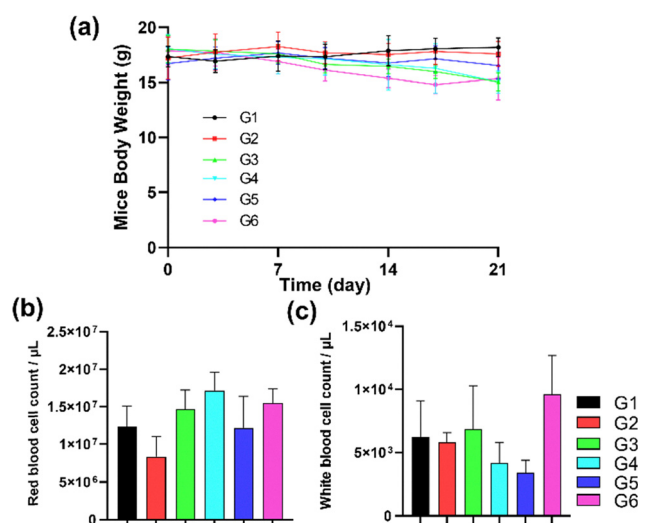 (a)
Mice Body Weight (g)
20
15
10
5
0
G1
G2
G3
G4
G5
G6
0
7
14
21
Time (day)
(b)
Red blood cell count / μL
2.5×10⁷
2×10⁷
1.5×10⁷
1×10⁷
5×10⁶
0
(c)
White blood cell count / μL
1.5×10⁴
1×10⁴
5×10³
0
G1
G2
G3
G4
G5
G6